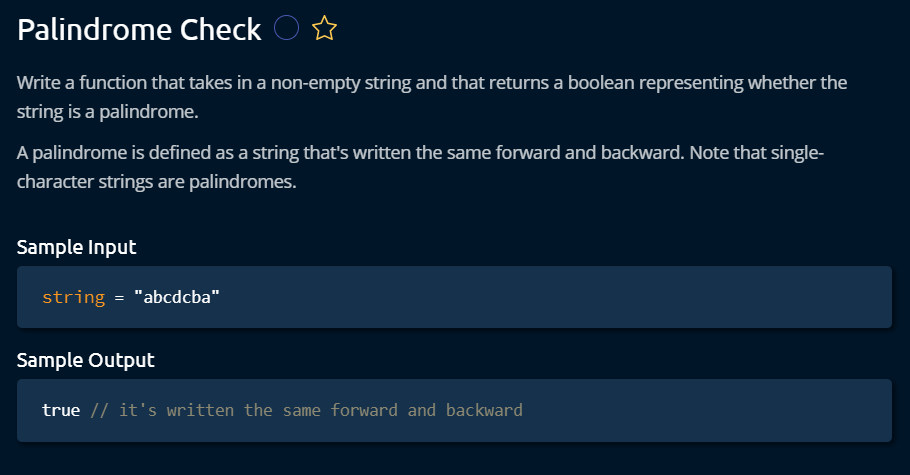 Palindrome Check
Write a function that takes in a non-empty string and that returns a boolean representing whether the
string is a palindrome.
A palindrome is defined as a string that's written the same forward and backward. Note that single-
character strings are palindromes.
Sample Input
string = "abcdcba"
Sample Output
true // it's written the same forward and backward